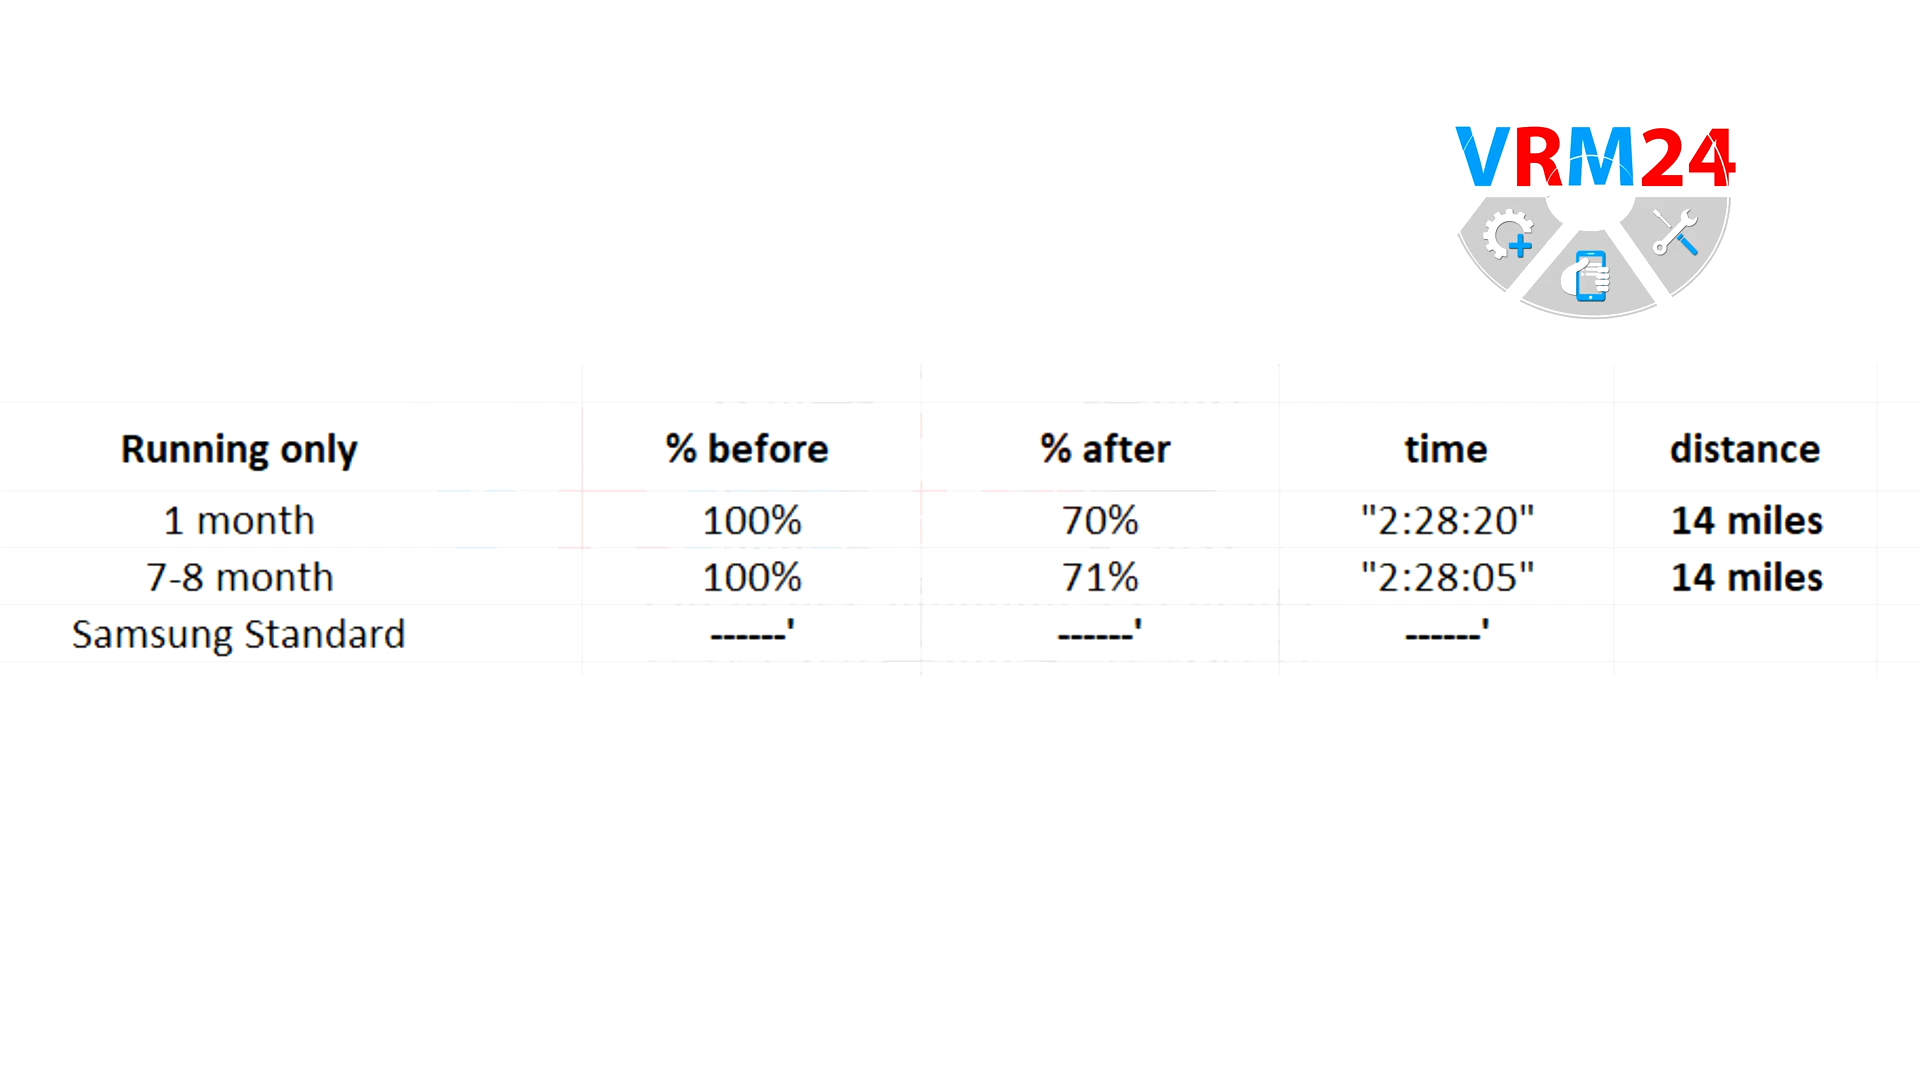 VRM24
Running only % before % after time distance
1 month 100% 70% "2:28:20" 14 miles
7-8 month 100% 71% "2:28:05" 14 miles
Samsung Standard ------' ------' ------'